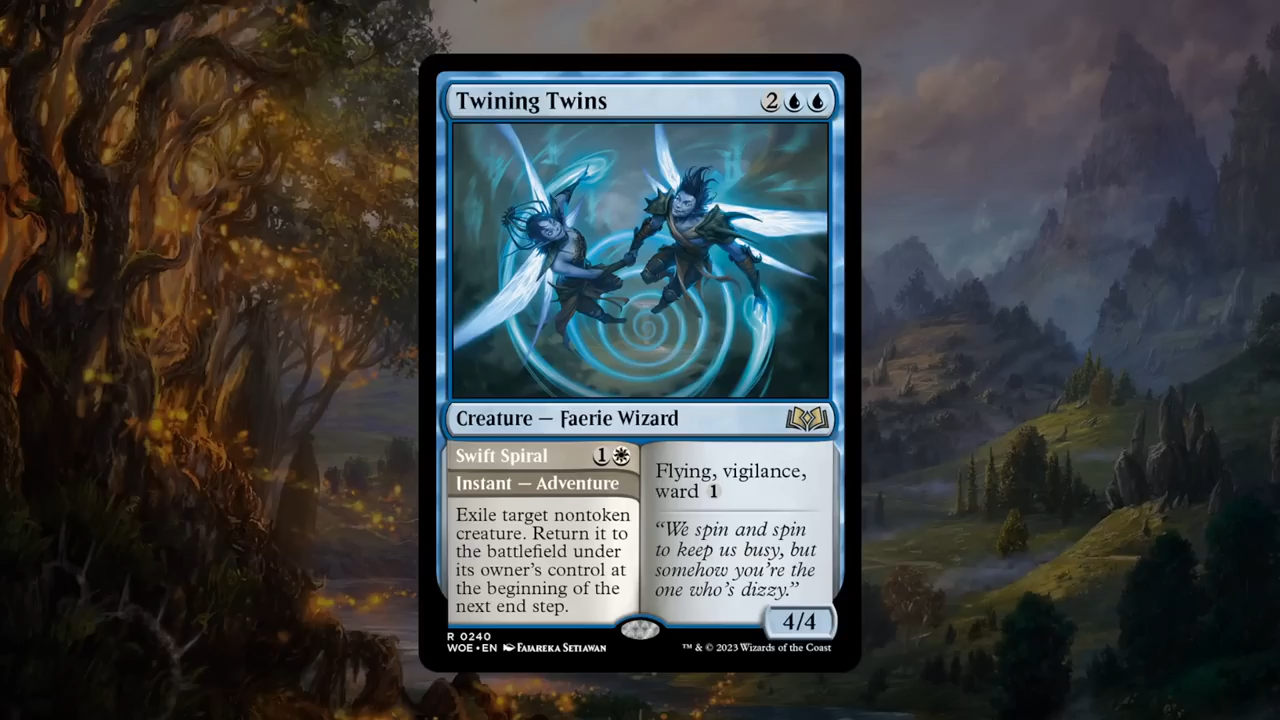 Twining Twins 2
Creature — Faerie Wizard
Swift Spiral 1
Instant — Adventure
Exile target nontoken
creature. Return it to
the battlefield under
its owner's control at
the beginning of the
next end step.
Flying, vigilance,
ward 1
“We spin and spin
to keep us busy, but
somehow you're the
one who's dizzy.”
4/4
R 0240
WOE • EN Fajareka Setiawan
™ & © 2023 Wizards of the Coast